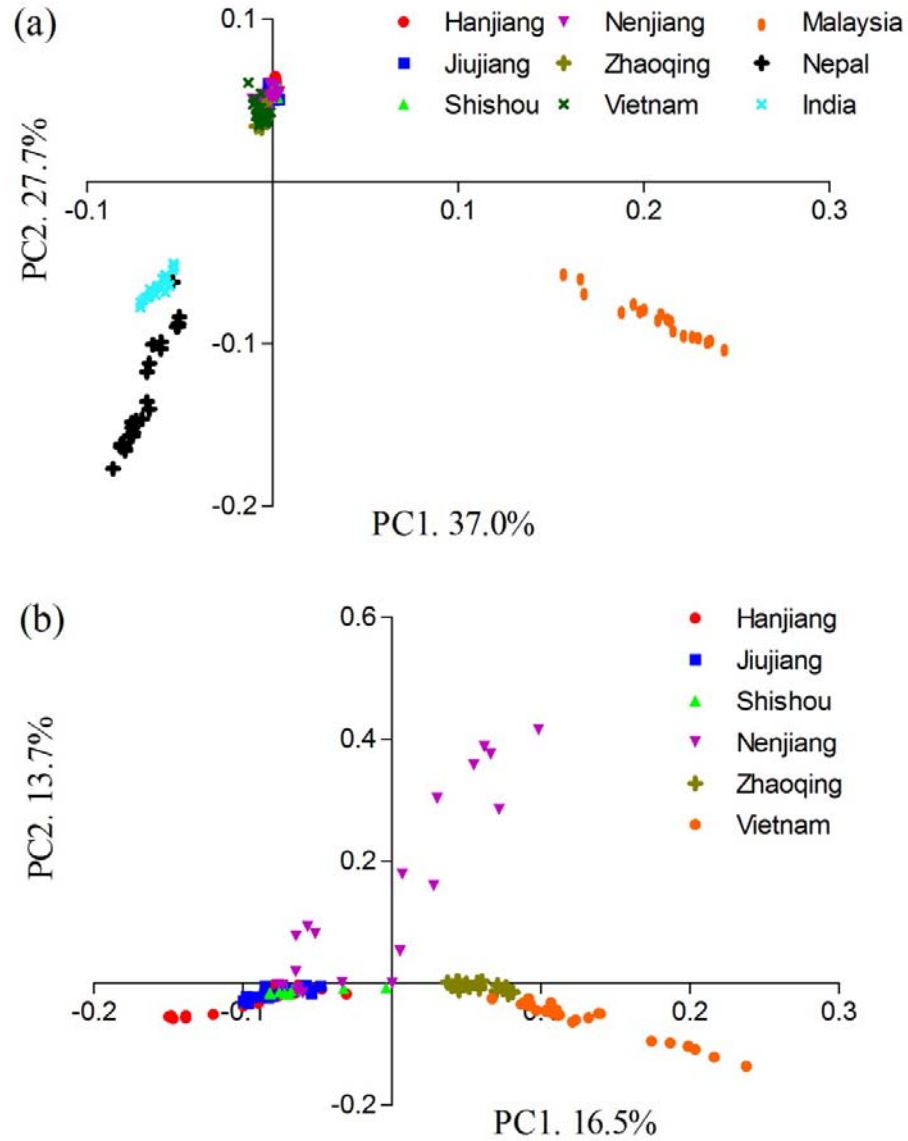 (a)
0.1
Hanjiang Nenjiang Malaysia
Jiujiang Zhaoqing Nepal
Shishou Vietnam India
PC2. 27.7%
-0.1 0.1 0.2 0.3
-0.1
-0.2
PC1. 37.0%
(b)
0.6
Hanjiang
Jiujiang
Shishou
Nenjiang
Zhaoqing
Vietnam
PC2. 13.7%
0.4
0.2
-0.2 -0.1 0.1 0.2 0.3
-0.2
PC1. 16.5%